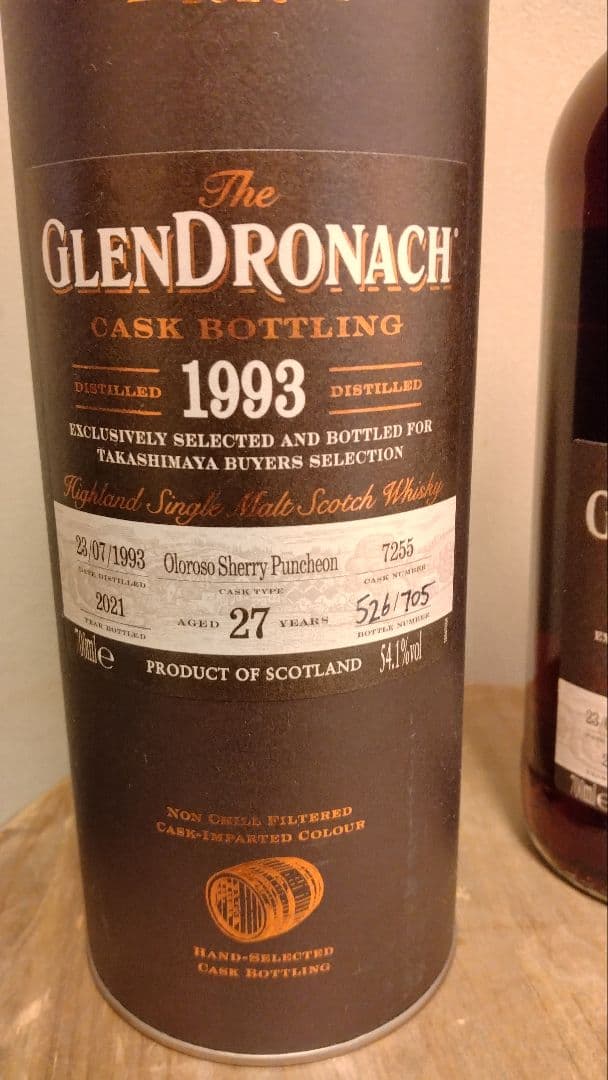 The
GLENDRONACH
CASK BOTTLING
DISTILLED 1993 DISTILLED
EXCLUSIVELY SELECTED AND BOTTLED FOR
TAKASHIMAYA BUYERS SELECTION
Highland Single Malt Scotch Whisky
23/07/1993 Oloroso Sherry Puncheon 7255
DATE DISTILLED CASK TYPE CASK NUMBER
2021 AGED 27 YEARS 526/705
YEAR BOTTLED BOTTLE NUMBER
700ml e PRODUCT OF SCOTLAND 54.1%vol
NON CHILL FILTERED
CASK-IMPARTED COLOUR
HAND-SELECTED
CASK BOTTLING
G
23
700ml